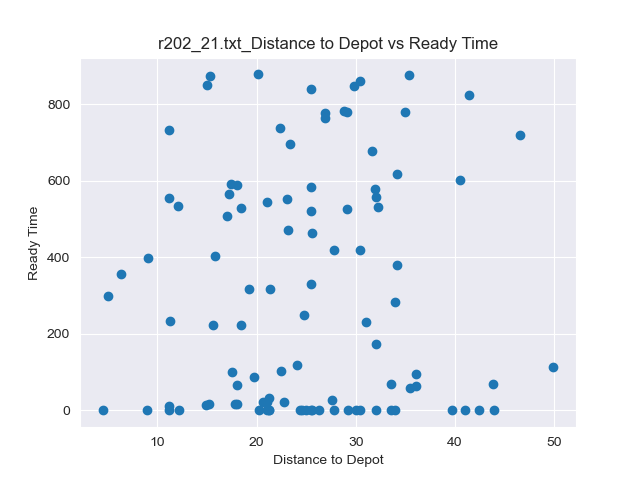 r202_21.txt_Distance to Depot vs Ready Time
800
600
400
200
0
Ready Time
10 20 30 40 50
Distance to Depot